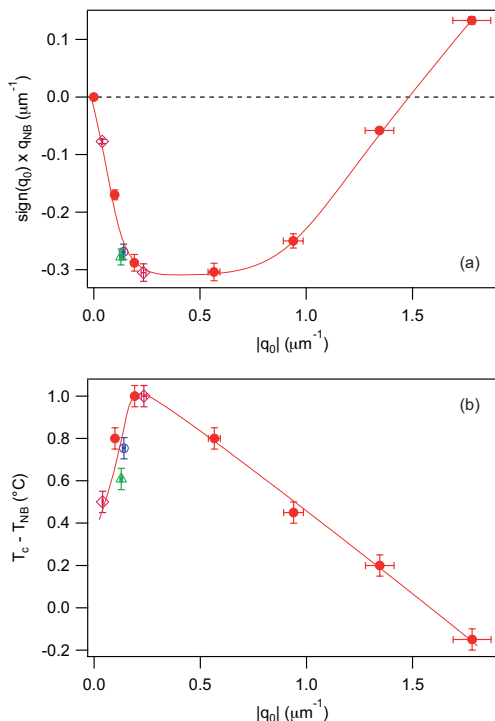 0.1
0.0
-0.1
-0.2
-0.3
sign(q0) x qNB (μm-1)
(a)
0.0 0.5 1.0 1.5
|q0| (μm-1)
1.0
0.8
0.6
0.4
0.2
0.0
-0.2
Tc - TNB (°C)
(b)
0.0 0.5 1.0 1.5
|q0| (μm-1)